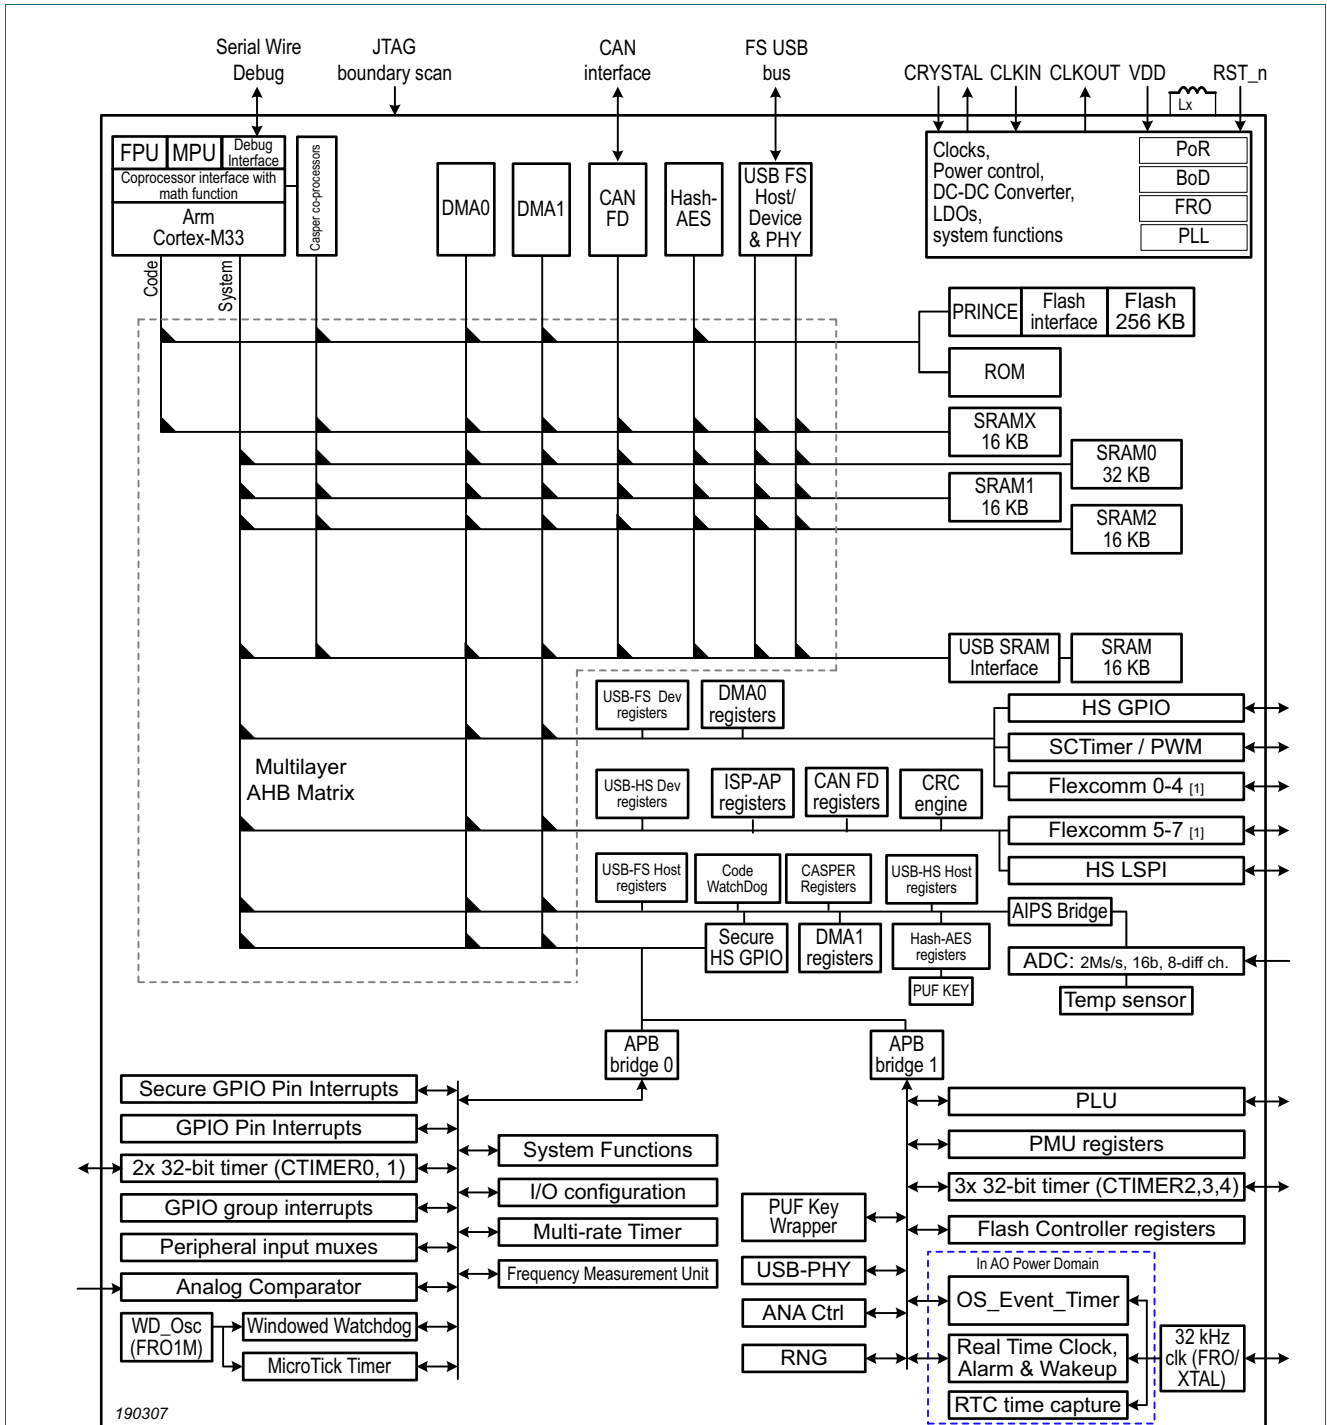 Serial Wire
Debug
JTAG
boundary scan
CAN
interface
FS USB
bus
CRYSTAL CLKIN CLKOUT VDD
Lx
RST_n
FPU
MPU
Debug
Interface
Coprocessor interface with
math function
Arm
Cortex-M33
Casper co-processors
DMA0
DMA1
CAN
FD
Hash-
AES
USB FS
Host/
Device
& PHY
Clocks,
Power control,
DC-DC Converter,
LDOs,
system functions
PoR
BoD
FRO
PLL
Code
System
PRINCE
Flash
interface
Flash
256 KB
ROM
SRAMX
16 KB
SRAM0
32 KB
SRAM1
16 KB
SRAM2
16 KB
USB SRAM
Interface
SRAM
16 KB
USB-FS Dev
registers
DMA0
registers
HS GPIO
SCTimer / PWM
Flexcomm 0-4 [1]
Multilayer
AHB Matrix
USB-HS Dev
registers
ISP-AP
registers
CAN FD
registers
CRC
engine
Flexcomm 5-7 [1]
HS LSPI
USB-FS Host
registers
Code
WatchDog
CASPER
Registers
USB-HS Host
registers
AIPS Bridge
Secure
HS GPIO
DMA1
registers
Hash-AES
registers
PUF KEY
ADC: 2Ms/s, 16b, 8-diff ch.
Temp sensor
APB
bridge 0
APB
bridge 1
Secure GPIO Pin Interrupts
GPIO Pin Interrupts
2x 32-bit timer (CTIMER0, 1)
GPIO group interrupts
Peripheral input muxes
Analog Comparator
WD_Osc
(FRO1M)
Windowed Watchdog
MicroTick Timer
System Functions
I/O configuration
Multi-rate Timer
Frequency Measurement Unit
PUF Key
Wrapper
USB-PHY
ANA Ctrl
RNG
PLU
PMU registers
3x 32-bit timer (CTIMER2,3,4)
Flash Controller registers
In AO Power Domain
OS_Event_Timer
Real Time Clock,
Alarm & Wakeup
RTC time capture
32 kHz
clk (FRO/
XTAL)
190307